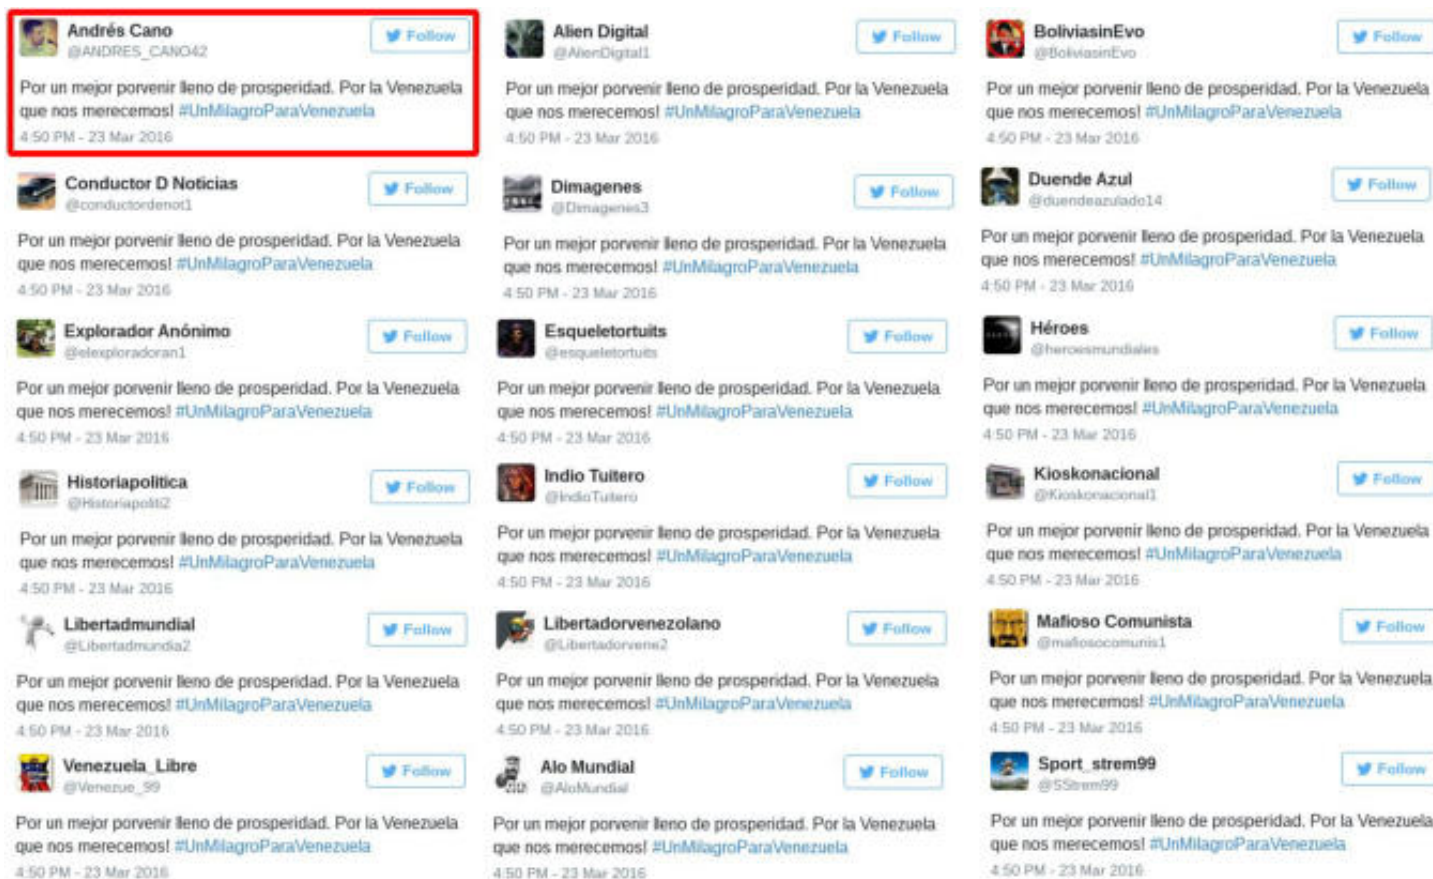 Andrés Cano
@ANDRES_CANO42
Follow
Por un mejor porvenir lleno de prosperidad. Por la Venezuela
que nos merecemos! #UnMilagroParaVenezuela
4:50 PM - 23 Mar 2016
Alien Digital
@AlienDigital1
Follow
Por un mejor porvenir lleno de prosperidad. Por la Venezuela
que nos merecemos! #UnMilagroParaVenezuela
4:50 PM - 23 Mar 2016
BoliviasinEvo
@BoliviasinEvo
Follow
Por un mejor porvenir lleno de prosperidad. Por la Venezuela
que nos merecemos! #UnMilagroParaVenezuela
4:50 PM - 23 Mar 2016
Conductor D Noticias
@conductordenot1
Follow
Por un mejor porvenir lleno de prosperidad. Por la Venezuela
que nos merecemos! #UnMilagroParaVenezuela
4:50 PM - 23 Mar 2016
Dimagenes
@Dimagenes3
Follow
Por un mejor porvenir lleno de prosperidad. Por la Venezuela
que nos merecemos! #UnMilagroParaVenezuela
4:50 PM - 23 Mar 2016
Duende Azul
@duendeazulado14
Follow
Por un mejor porvenir lleno de prosperidad. Por la Venezuela
que nos merecemos! #UnMilagroParaVenezuela
4:50 PM - 23 Mar 2016
Explorador Anónimo
@elexploradoran1
Follow
Por un mejor porvenir lleno de prosperidad. Por la Venezuela
que nos merecemos! #UnMilagroParaVenezuela
4:50 PM - 23 Mar 2016
Esqueletortuits
@esqueletortuits
Follow
Por un mejor porvenir lleno de prosperidad. Por la Venezuela
que nos merecemos! #UnMilagroParaVenezuela
4:50 PM - 23 Mar 2016
Héroes
@heroesmundiales
Follow
Por un mejor porvenir lleno de prosperidad. Por la Venezuela
que nos merecemos! #UnMilagroParaVenezuela
4:50 PM - 23 Mar 2016
Historiapolitica
@Historiapoliti2
Follow
Por un mejor porvenir lleno de prosperidad. Por la Venezuela
que nos merecemos! #UnMilagroParaVenezuela
4:50 PM - 23 Mar 2016
Indio Tuitero
@IndioTuitero
Follow
Por un mejor porvenir lleno de prosperidad. Por la Venezuela
que nos merecemos! #UnMilagroParaVenezuela
4:50 PM - 23 Mar 2016
Kioskonacional
@Kioskonacional1
Follow
Por un mejor porvenir lleno de prosperidad. Por la Venezuela
que nos merecemos! #UnMilagroParaVenezuela
4:50 PM - 23 Mar 2016
Libertadmundial
@Libertadmundia2
Follow
Por un mejor porvenir lleno de prosperidad. Por la Venezuela
que nos merecemos! #UnMilagroParaVenezuela
4:50 PM - 23 Mar 2016
Libertadorvenezolano
@Libertadorvene2
Follow
Por un mejor porvenir lleno de prosperidad. Por la Venezuela
que nos merecemos! #UnMilagroParaVenezuela
4:50 PM - 23 Mar 2016
Mafioso Comunista
@mafiosocomunis1
Follow
Por un mejor porvenir lleno de prosperidad. Por la Venezuela
que nos merecemos! #UnMilagroParaVenezuela
4:50 PM - 23 Mar 2016
Venezuela_Libre
@Venezue_99
Follow
Por un mejor porvenir lleno de prosperidad. Por la Venezuela
que nos merecemos! #UnMilagroParaVenezuela
4:50 PM - 23 Mar 2016
Alo Mundial
@AloMundial
Follow
Por un mejor porvenir lleno de prosperidad. Por la Venezuela
que nos merecemos! #UnMilagroParaVenezuela
4:50 PM - 23 Mar 2016
Sport_strem99
@SStrem99
Follow
Por un mejor porvenir lleno de prosperidad. Por la Venezuela
que nos merecemos! #UnMilagroParaVenezuela
4:50 PM - 23 Mar 2016